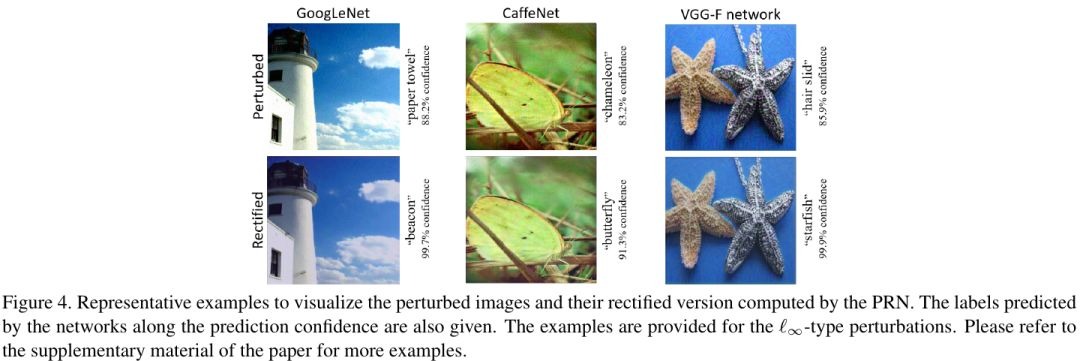 GoogLeNet
CaffeNet
VGG-F network
Perturbed
"paper towel"
88.2% confidence
"chameleon"
83.2% confidence
"hair slid"
85.9% confidence
Rectified
"beacon"
99.7% confidence
"butterfly"
91.3% confidence
"starfish"
99.9% confidence
Figure 4. Representative examples to visualize the perturbed images and their rectified version computed by the PRN. The labels predicted
by the networks along the prediction confidence are also given. The examples are provided for the ℓ∞-type perturbations. Please refer to
the supplementary material of the paper for more examples.